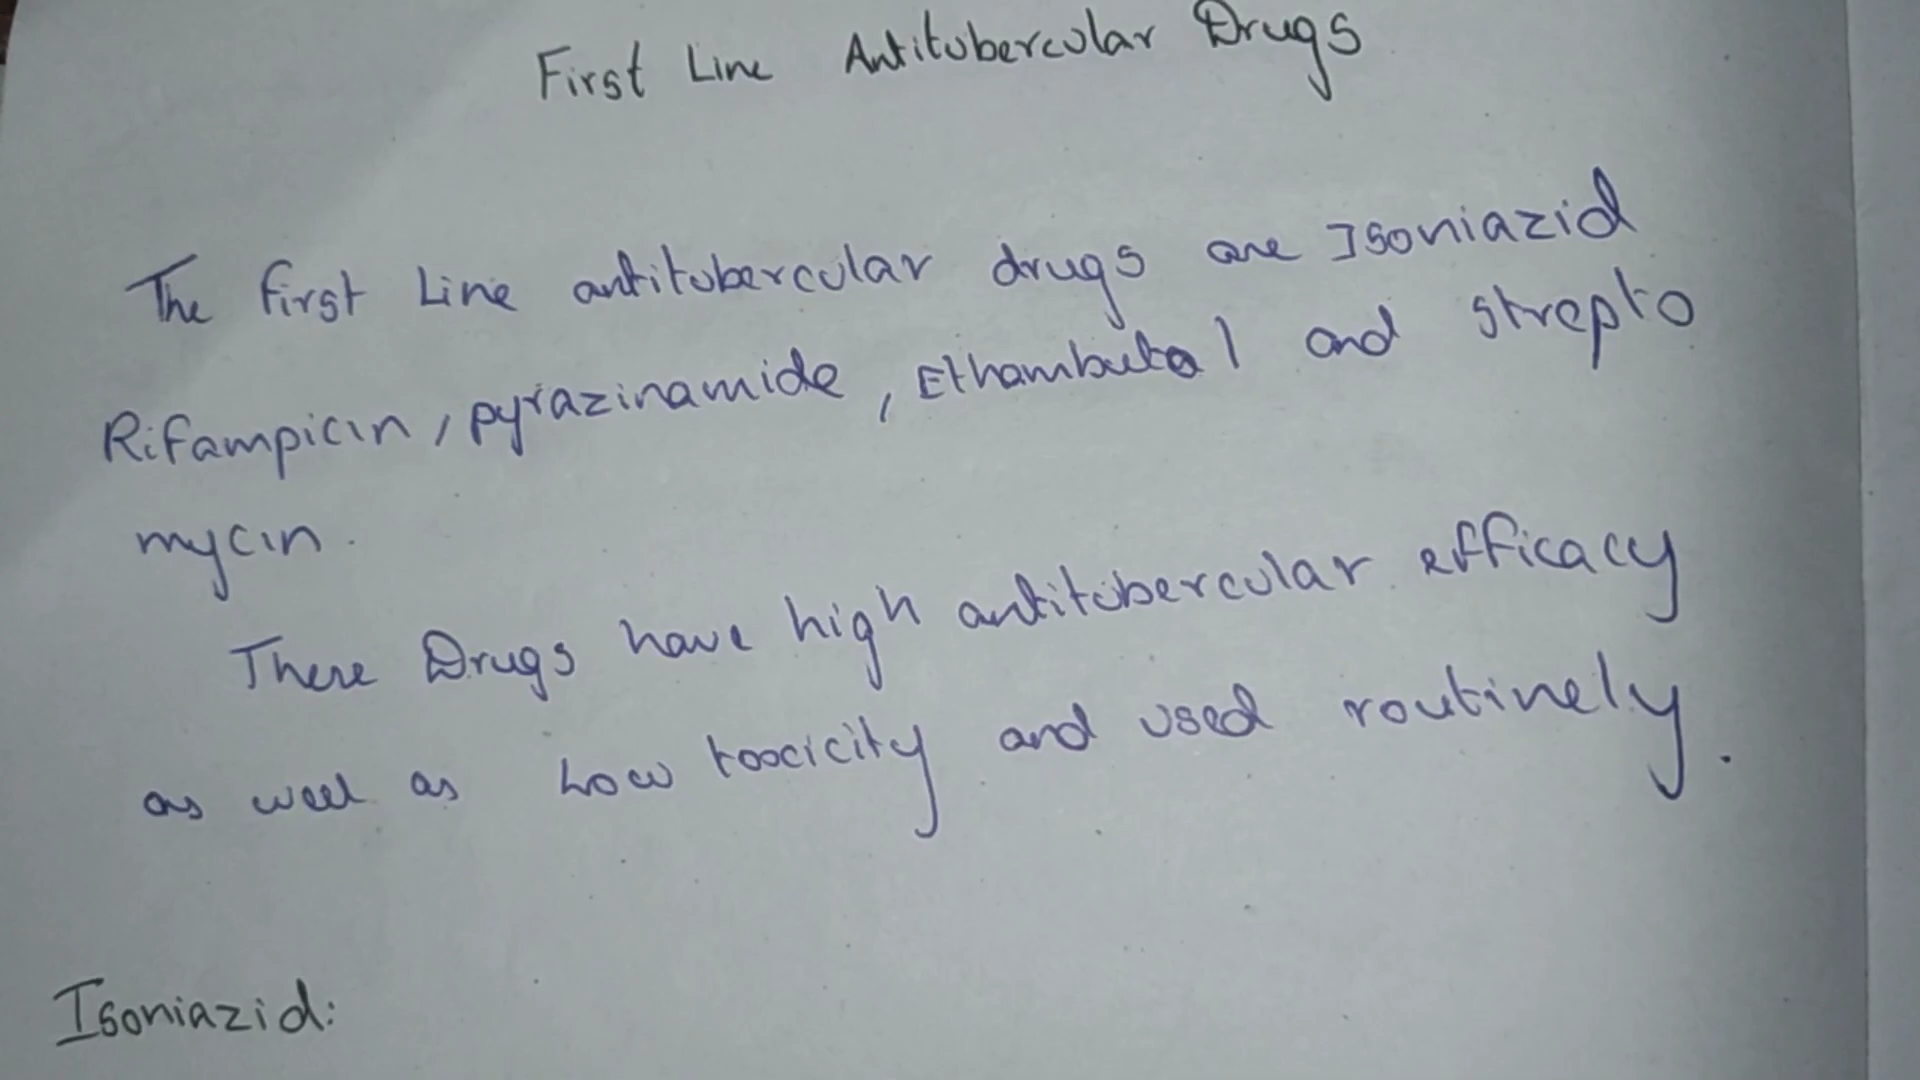 First Line Antitubercular Drugs
The first Line antitubercular drugs are Isoniazid
Rifampicin, pyrazinamide, Ethambutal and strepto
mycin.
These Drugs have high antitubercular efficacy
as well as Low toxicity and used routinely.
Isoniazid: